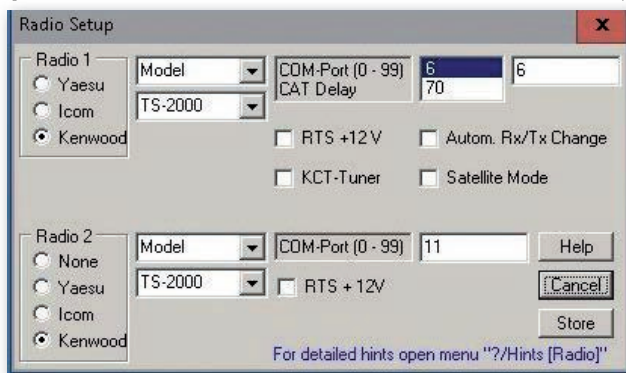 Radio Setup
x
Radio 1
Yaesu
Icom
Kenwood
Model
TS-2000
COM-Port (0 - 99)
CAT Delay
6
70
6
RTS +12 V
Autom. Rx/Tx Change
KCT-Tuner
Satellite Mode
Radio 2
None
Yaesu
Icom
Kenwood
Model
TS-2000
COM-Port (0 - 99)
11
RTS + 12V
Help
Cancel
Store
For detailed hints open menu "?/Hints [Radio]"